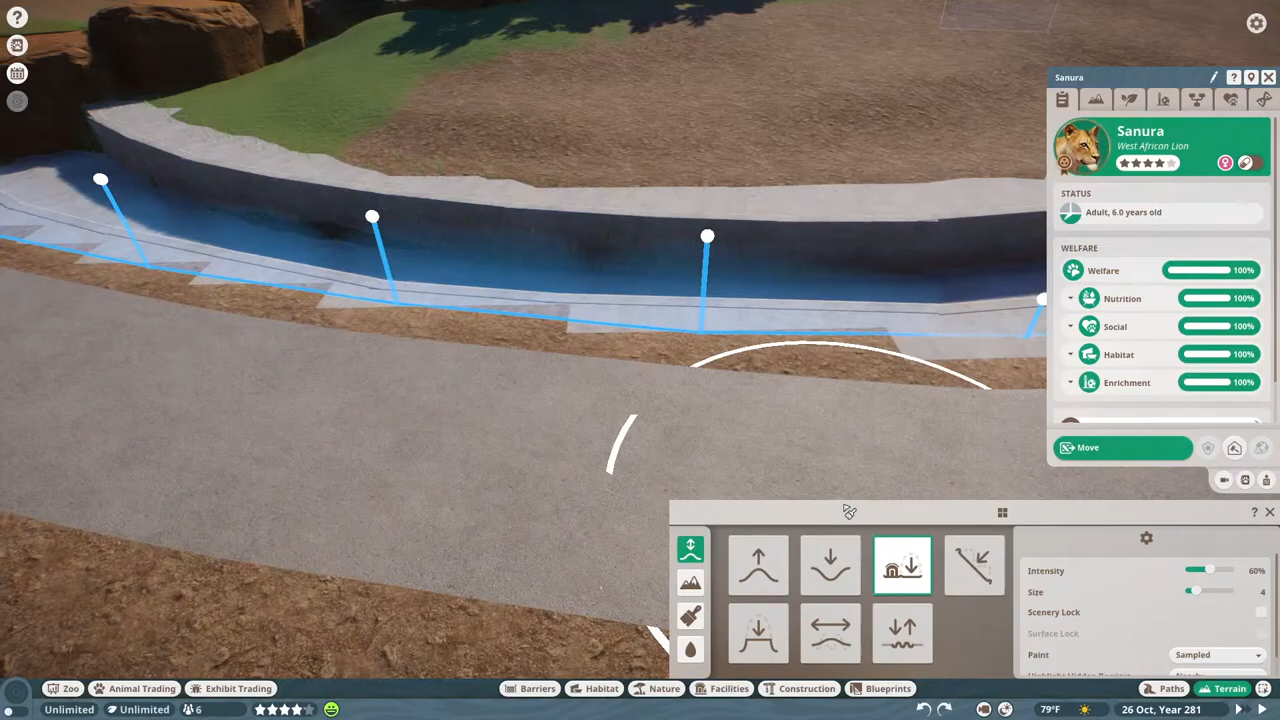 ?
Sanura
?
Sanura
West African Lion
STATUS
Adult, 6.0 years old
WELFARE
Welfare 100%
Nutrition 100%
Social 100%
Habitat 100%
Enrichment 100%
Move
?
Intensity 60%
Size 4
Scenery Lock
Surface Lock
Paint Sampled
Zoo Animal Trading Exhibit Trading Barriers Habitat Nature Facilities Construction Blueprints Paths Terrain
Unlimited Unlimited 6 79°F 26 Oct, Year 281